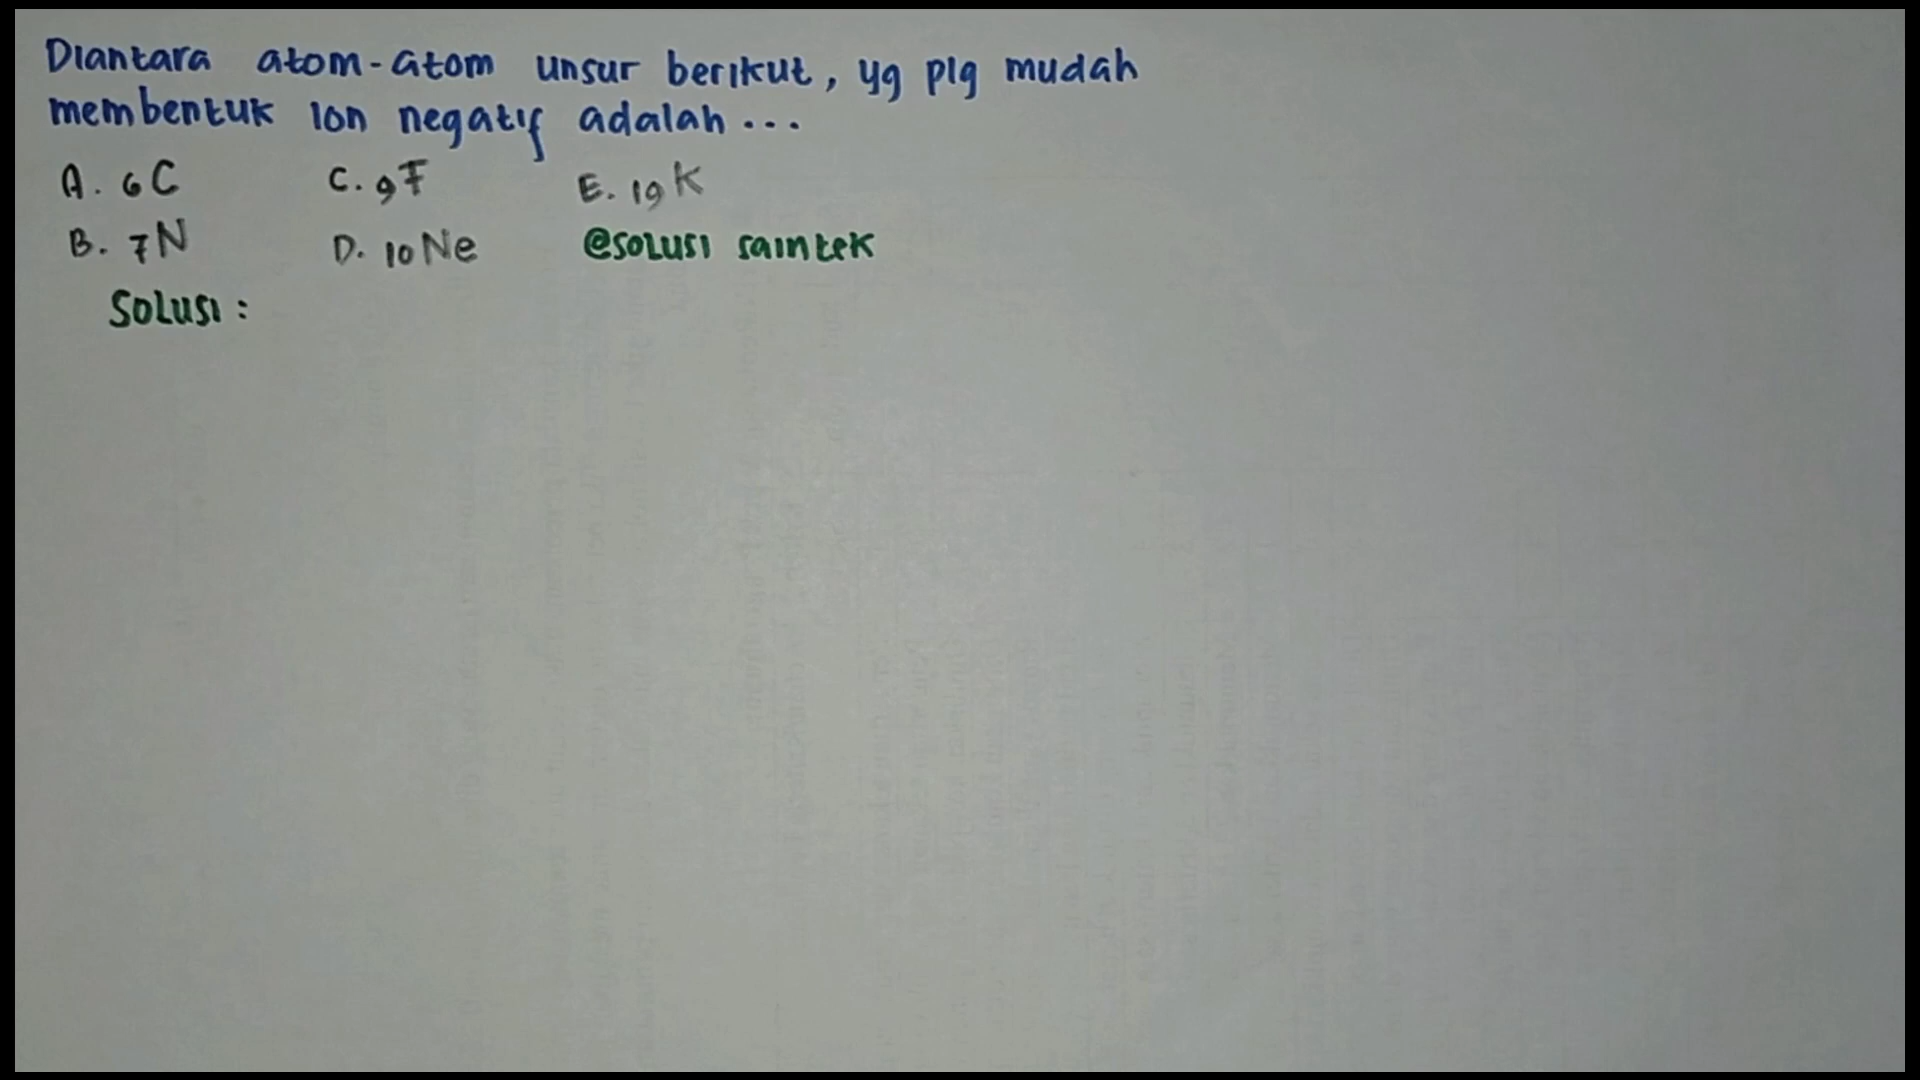 Diantara atom-atom unsur berikut, yg plg mudah
membentuk ion negatif adalah...
A. 6C C. 9F E. 19K
B. 7N D. 10Ne @solusi saintek
Solusi: